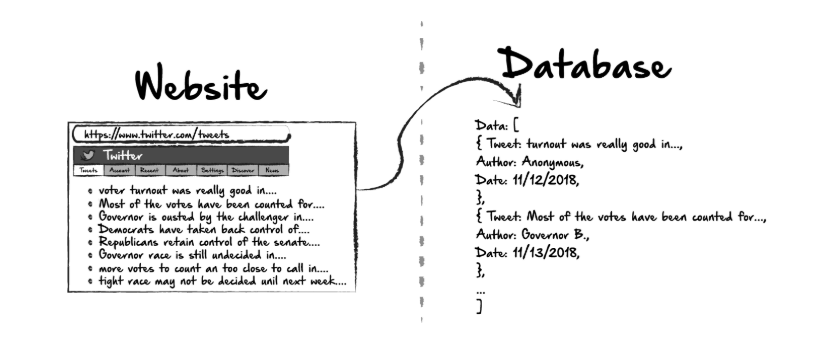 Website
https://www.twitter.com/tweets
Twitter
Tweets Account Recent About Settings Discover News
voter turnout was really good in....
Most of the votes have been counted for....
Governor is ousted by the challenger in....
Democrats have taken back control of....
Republicans retain control of the senate....
Governor race is still undecided in....
more votes to count an too close to call in....
tight race may not be decided unil next week....
Database
Data: [
{ Tweet: turnout was really good in...,
Author: Anonymous,
Date: 11/12/2018,
},
{ Tweet: Most of the votes have been counted for...,
Author: Governor B.,
Date: 11/13/2018,
},
...
]